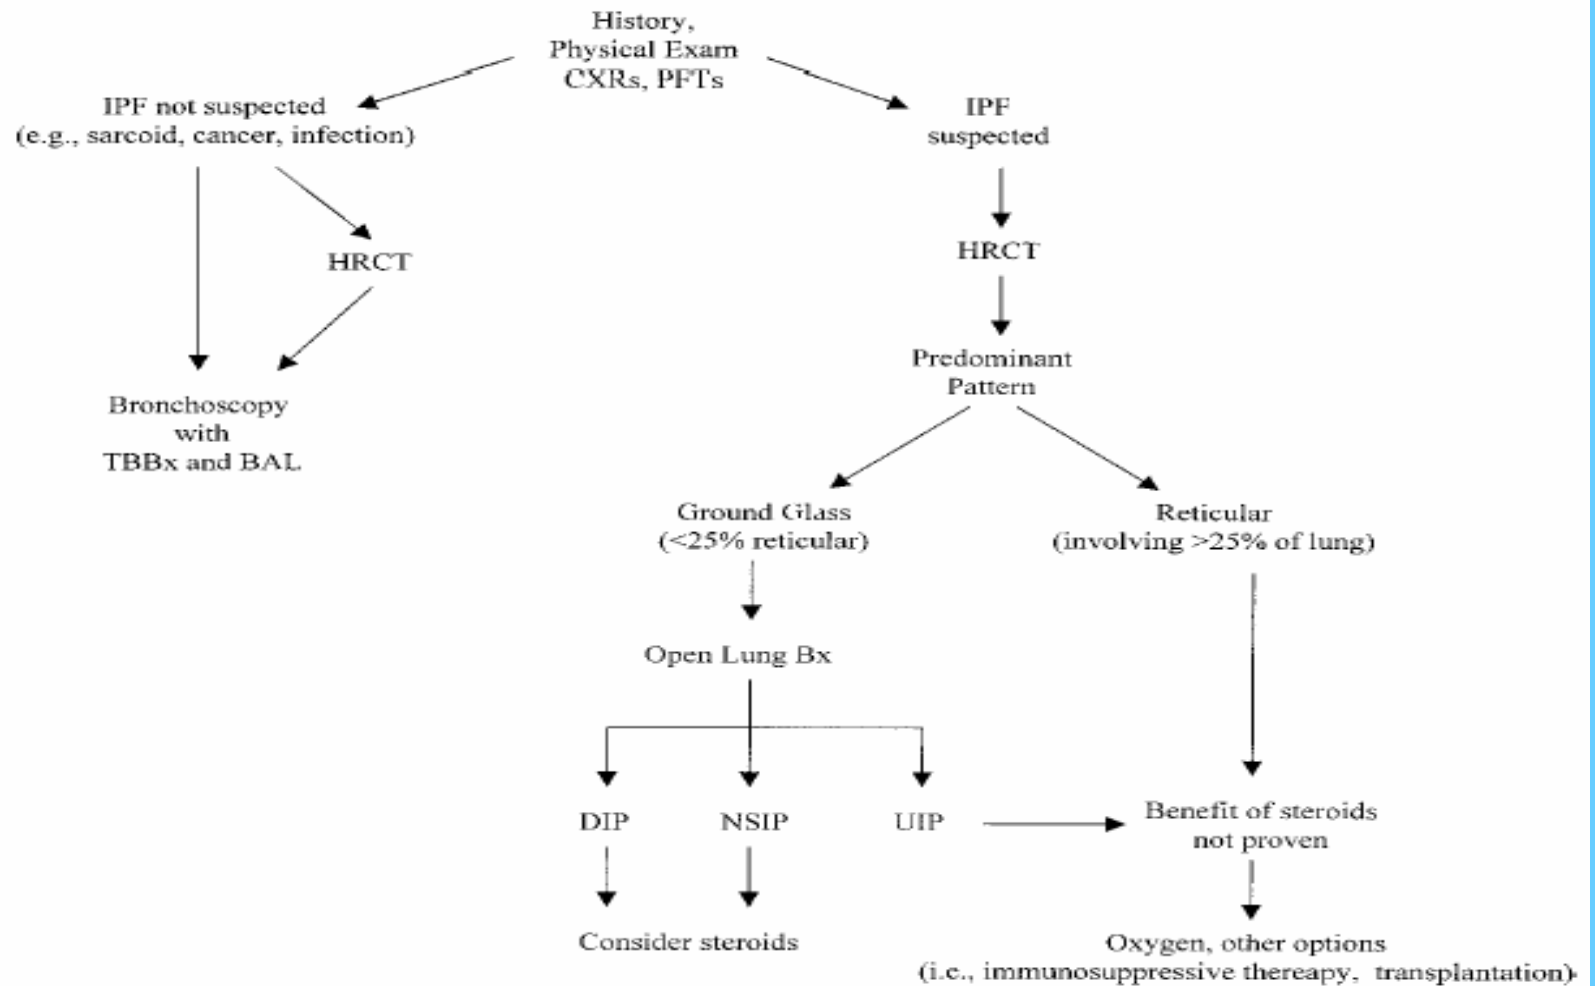 History,
Physical Exam
CXRs, PFTs
IPF not suspected
(e.g., sarcoid, cancer, infection)
IPF
suspected
HRCT
HRCT
Predominant
Pattern
Bronchoscopy
with
TBBx and BAL
Ground Glass
(<25% reticular)
Reticular
(involving >25% of lung)
Open Lung Bx
DIP
NSIP
UIP
Benefit of steroids
not proven
Consider steroids
Oxygen, other options
(i.e., immunosuppressive thereapy, transplantation)